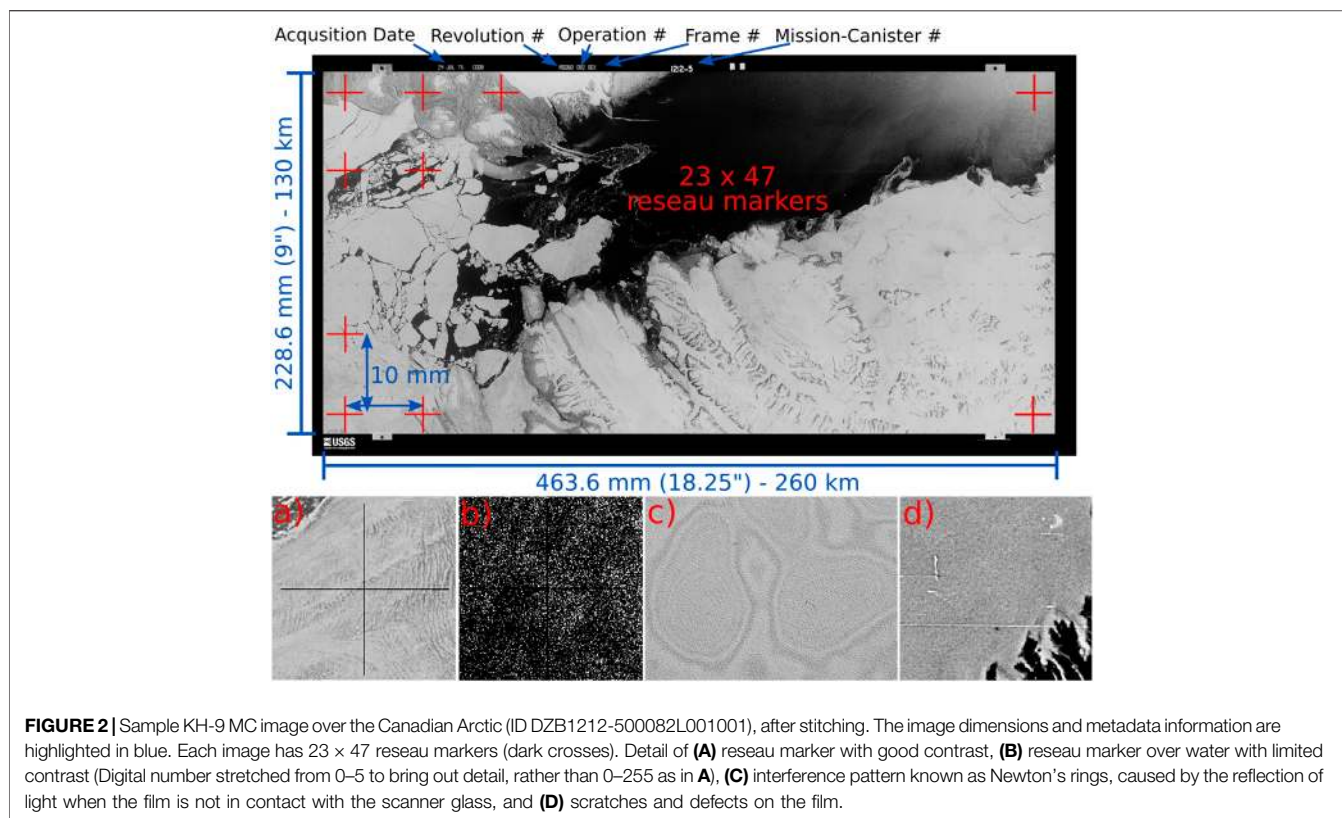 Acqusition Date Revolution # Operation # Frame # Mission-Canister #
1212-5
228.6 mm (9") - 130 km
23 x 47
reseau markers
10 mm
USGS
463.6 mm (18.25") - 260 km
a) b) c) d)
FIGURE 2 | Sample KH-9 MC image over the Canadian Arctic (ID DZB1212-500082L001001), after stitching. The image dimensions and metadata information are
highlighted in blue. Each image has 23 × 47 reseau markers (dark crosses). Detail of (A) reseau marker with good contrast, (B) reseau marker over water with limited
contrast (Digital number stretched from 0–5 to bring out detail, rather than 0–255 as in A), (C) interference pattern known as Newton's rings, caused by the reflection of
light when the film is not in contact with the scanner glass, and (D) scratches and defects on the film.